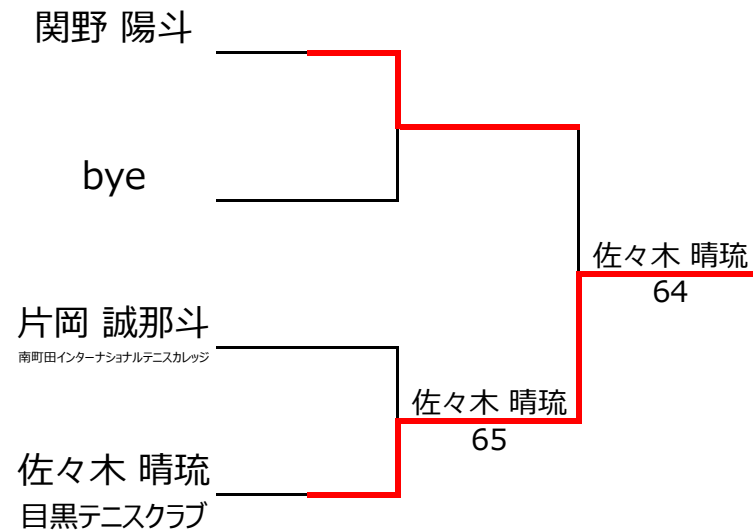 関野 陽斗
bye
片岡 誠那斗
南町田インターナショナルテニスカレッジ
佐々木 晴琉
目黒テニスクラブ
佐々木 晴琉
65
佐々木 晴琉
64